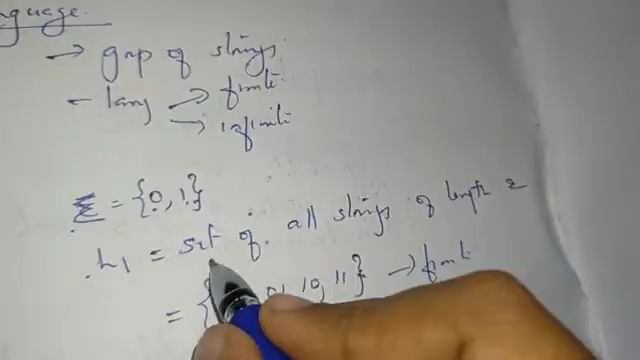 nguage.
→ grp of strings.
- lang → finite
→ infinite
Σ = {0, 1}
L1 = set of all strings of length 2
= { 01, 10, 11} → finite